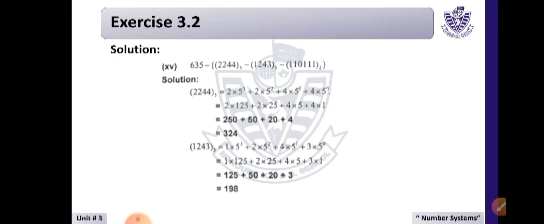 Exercise 3.2
Solution:
(xv) 635-{(2244)₅-(1243)₅-(110111)₂}
Solution:
(2244)₅ = 2×5³+2×5²+4×5¹+4×5⁰
= 2×125+2×25+4×5+4×1
= 250+50+20+4
= 324
(1243)₅ = 1×5³+2×5²+4×5¹+3×5⁰
= 1×125+2×25+4×5+3×1
= 125+50+20+3
= 198
Unit # 3
"Number Systems"